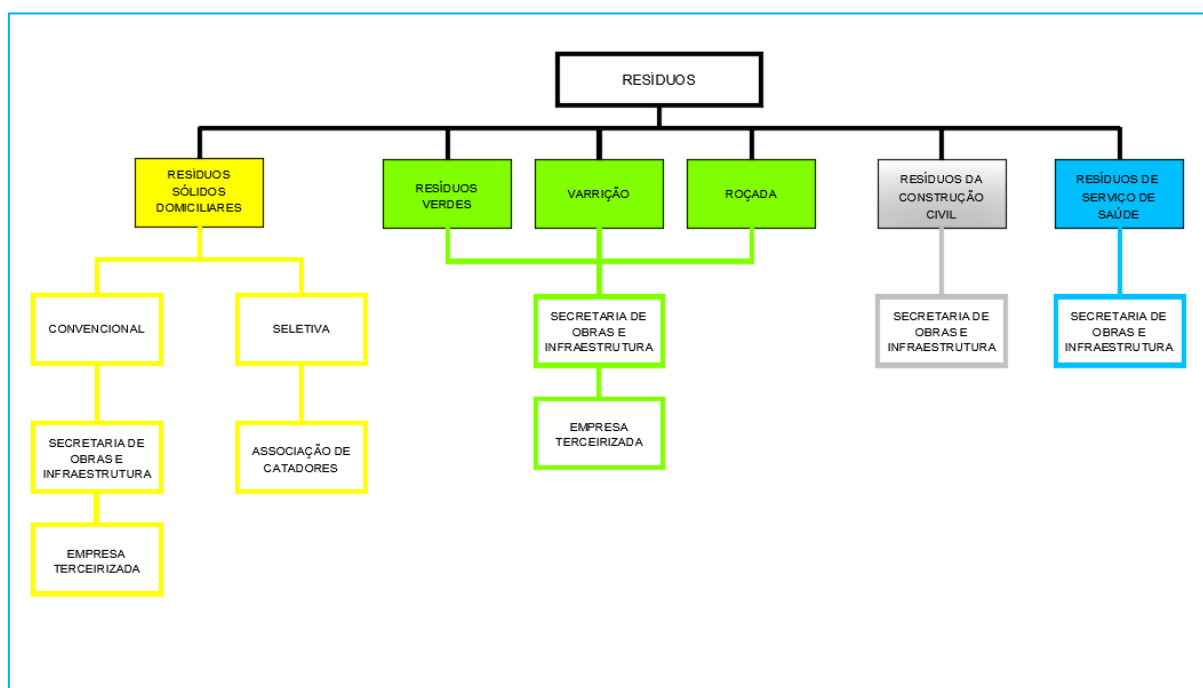 RESÌDUOS
RESÍDUOS
SÓLIDOS
DOMICILIARES
RESÍDUOS
VERDES
VARRIÇÃO
ROÇADA
RESÍDUOS DA
CONSTRUÇÃO
CIVIL
RESÍDUOS DE
SERVIÇO DE
SAÚDE
CONVENCIONAL
SELETIVA
SECRETARIA DE
OBRAS E
INFRAESTRUTURA
SECRETARIA DE
OBRAS E
INFRAESTRUTURA
SECRETARIA DE
OBRAS E
INFRAESTRUTURA
SECRETARIA DE
OBRAS E
INFRAESTRUTURA
ASSOCIAÇÃO DE
CATADORES
EMPRESA
TERCEIRIZADA
EMPRESA
TERCEIRIZADA